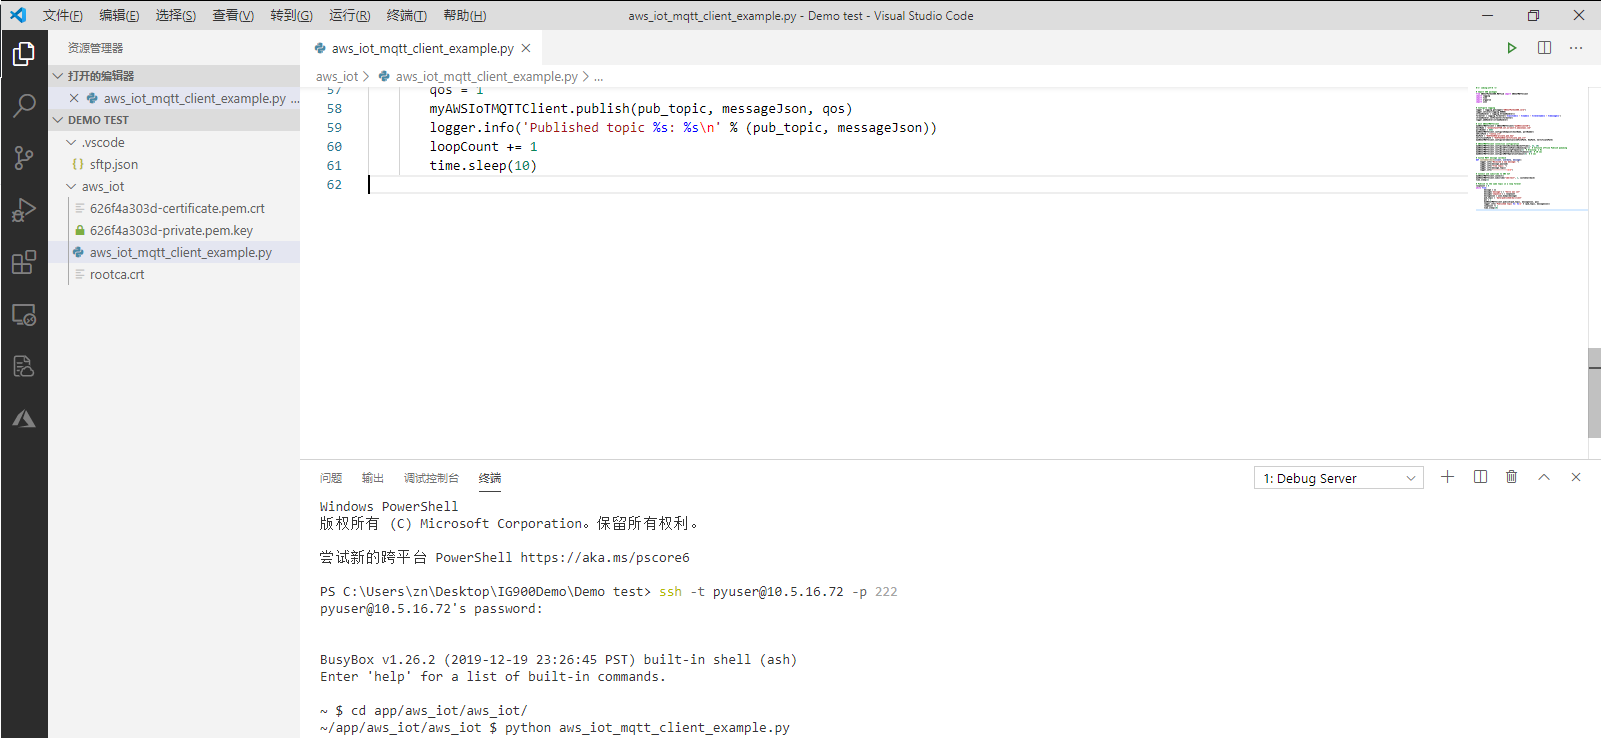 文件(F) 编辑(E) 选择(S) 查看(V) 转到(G) 运行(R) 终端(T) 帮助(H) aws_iot_mqtt_client_example.py - Demo test - Visual Studio Code
资源管理器
打开的编辑器
aws_iot_mqtt_client_example.py ...
DEMO TEST
.vscode
{} sftp.json
aws_iot
626f4a303d-certificate.pem.crt
626f4a303d-private.pem.key
aws_iot_mqtt_client_example.py
rootca.crt
aws_iot_mqtt_client_example.py
aws_iot > aws_iot_mqtt_client_example.py > ...
57 qos = 1
58 myAWSIoTMQTTClient.publish(pub_topic, messageJson, qos)
59 logger.info('Published topic %s: %s\n' % (pub_topic, messageJson))
60 loopCount += 1
61 time.sleep(10)
62
问题 输出 调试控制台 终端 1: Debug Server
Windows PowerShell
版权所有 (C) Microsoft Corporation。保留所有权利。
尝试新的跨平台 PowerShell https://aka.ms/pscore6
PS C:\Users\zn\Desktop\IG900Demo\Demo test> ssh -t pyuser@10.5.16.72 -p 222
pyuser@10.5.16.72's password:
BusyBox v1.26.2 (2019-12-19 23:26:45 PST) built-in shell (ash)
Enter 'help' for a list of built-in commands.
~ $ cd app/aws_iot/aws_iot/
~/app/aws_iot/aws_iot $ python aws_iot_mqtt_client_example.py